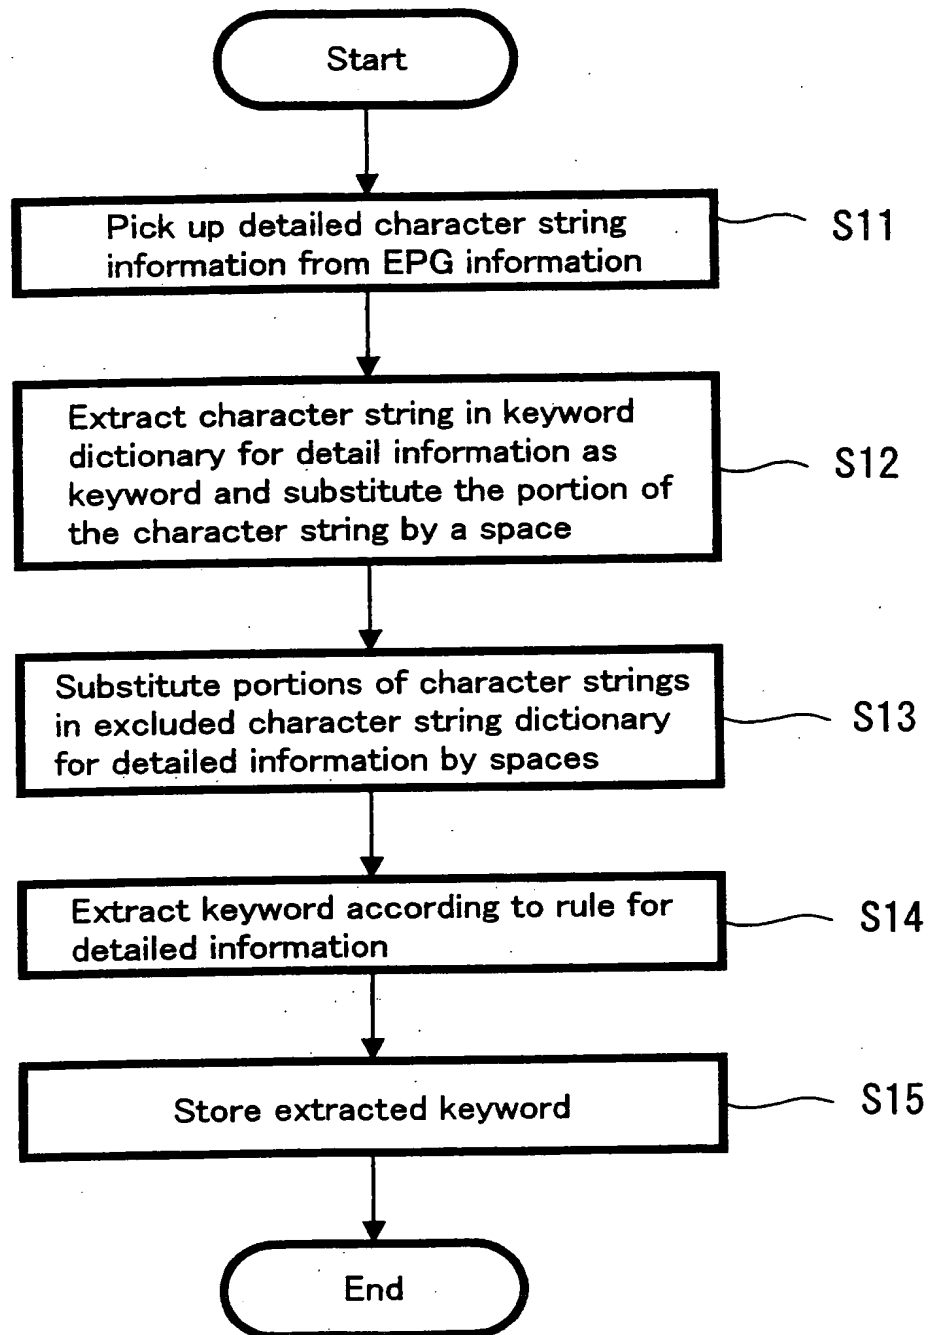 Start
Pick up detailed character string
information from EPG information
S11
Extract character string in keyword
dictionary for detail information as
keyword and substitute the portion of
the character string by a space
S12
Substitute portions of character strings
in excluded character string dictionary
for detailed information by spaces
S13
Extract keyword according to rule for
detailed information
S14
Store extracted keyword
S15
End